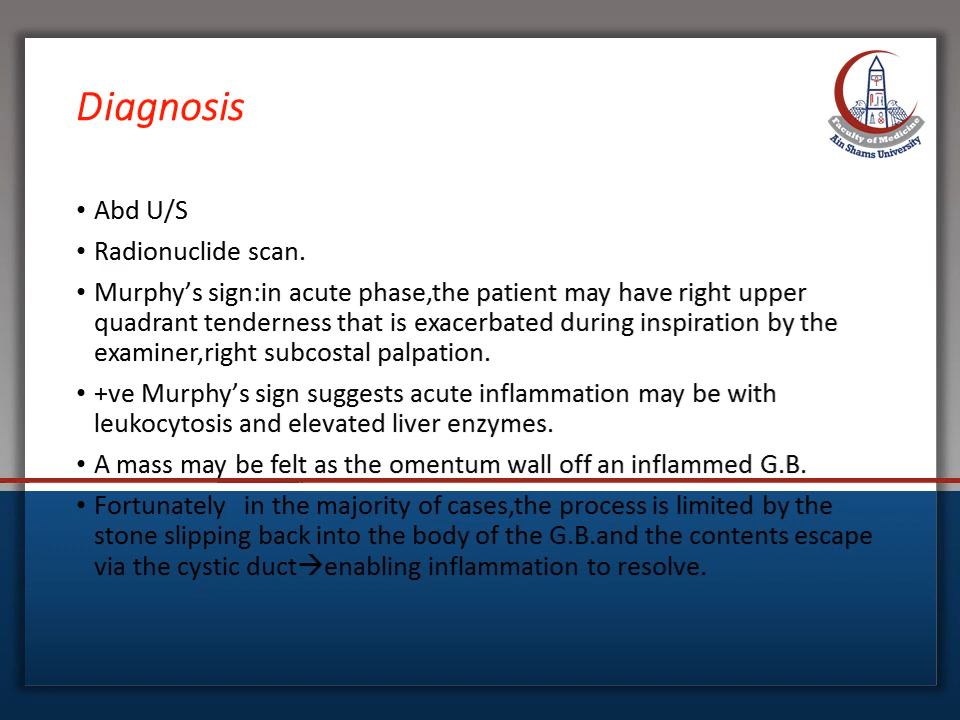 Diagnosis
Faculty of Medicine
Ain Shams University
• Abd U/S
• Radionuclide scan.
• Murphy’s sign:in acute phase,the patient may have right upper
quadrant tenderness that is exacerbated during inspiration by the
examiner,right subcostal palpation.
• +ve Murphy’s sign suggests acute inflammation may be with
leukocytosis and elevated liver enzymes.
• A mass may be felt as the omentum wall off an inflammed G.B.
• Fortunately in the majority of cases,the process is limited by the
stone slipping back into the body of the G.B.and the contents escape
via the cystic duct→enabling inflammation to resolve.